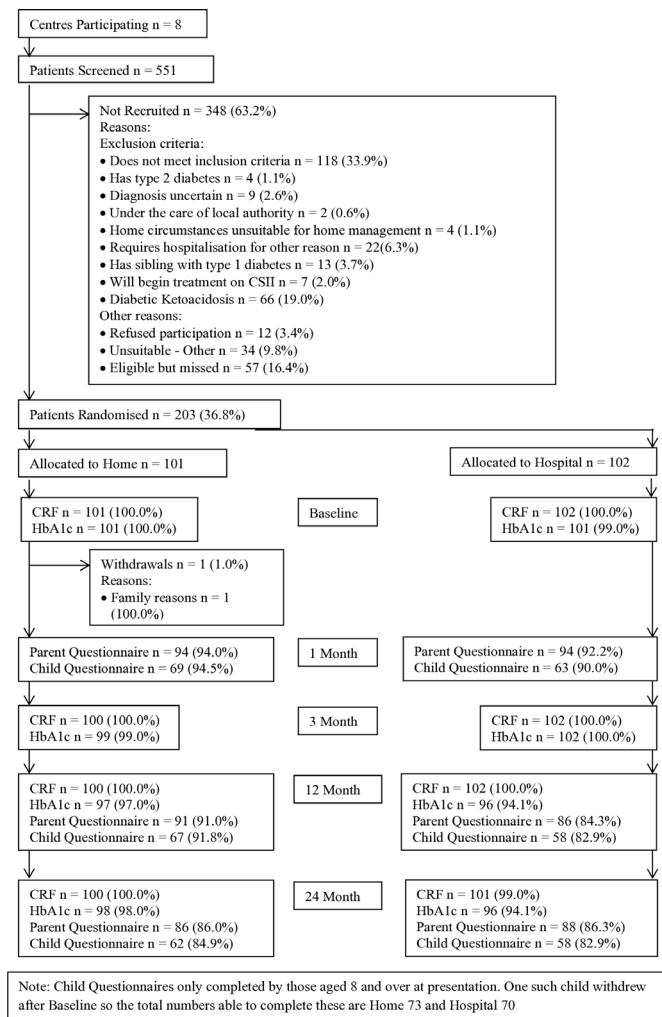 Centres Participating n = 8
Patients Screened n = 551
Not Recruited n = 348 (63.2%)
Reasons:
Exclusion criteria:
• Does not meet inclusion criteria n = 118 (33.9%)
• Has type 2 diabetes n = 4 (1.1%)
• Diagnosis uncertain n = 9 (2.6%)
• Under the care of local authority n = 2 (0.6%)
• Home circumstances unsuitable for home management n = 4 (1.1%)
• Requires hospitalisation for other reason n = 22(6.3%)
• Has sibling with type 1 diabetes n = 13 (3.7%)
• Will begin treatment on CSII n = 7 (2.0%)
• Diabetic Ketoacidosis n = 66 (19.0%)
Other reasons:
• Refused participation n = 12 (3.4%)
• Unsuitable - Other n = 34 (9.8%)
• Eligible but missed n = 57 (16.4%)
Patients Randomised n = 203 (36.8%)
Allocated to Home n = 101
Allocated to Hospital n = 102
CRF n = 101 (100.0%)
HbA1c n = 101 (100.0%)
Baseline
CRF n = 102 (100.0%)
HbA1c n = 101 (99.0%)
Withdrawals n = 1 (1.0%)
Reasons:
• Family reasons n = 1
(100.0%)
Parent Questionnaire n = 94 (94.0%)
Child Questionnaire n = 69 (94.5%)
1 Month
Parent Questionnaire n = 94 (92.2%)
Child Questionnaire n = 63 (90.0%)
CRF n = 100 (100.0%)
HbA1c n = 99 (99.0%)
3 Month
CRF n = 102 (100.0%)
HbA1c n = 102 (100.0%)
CRF n = 100 (100.0%)
HbA1c n = 97 (97.0%)
Parent Questionnaire n = 91 (91.0%)
Child Questionnaire n = 67 (91.8%)
12 Month
CRF n = 102 (100.0%)
HbA1c n = 96 (94.1%)
Parent Questionnaire n = 86 (84.3%)
Child Questionnaire n = 58 (82.9%)
CRF n = 100 (100.0%)
HbA1c n = 98 (98.0%)
Parent Questionnaire n = 86 (86.0%)
Child Questionnaire n = 62 (84.9%)
24 Month
CRF n = 101 (99.0%)
HbA1c n = 96 (94.1%)
Parent Questionnaire n = 88 (86.3%)
Child Questionnaire n = 58 (82.9%)
Note: Child Questionnaires only completed by those aged 8 and over at presentation. One such child withdrew
after Baseline so the total numbers able to complete these are Home 73 and Hospital 70